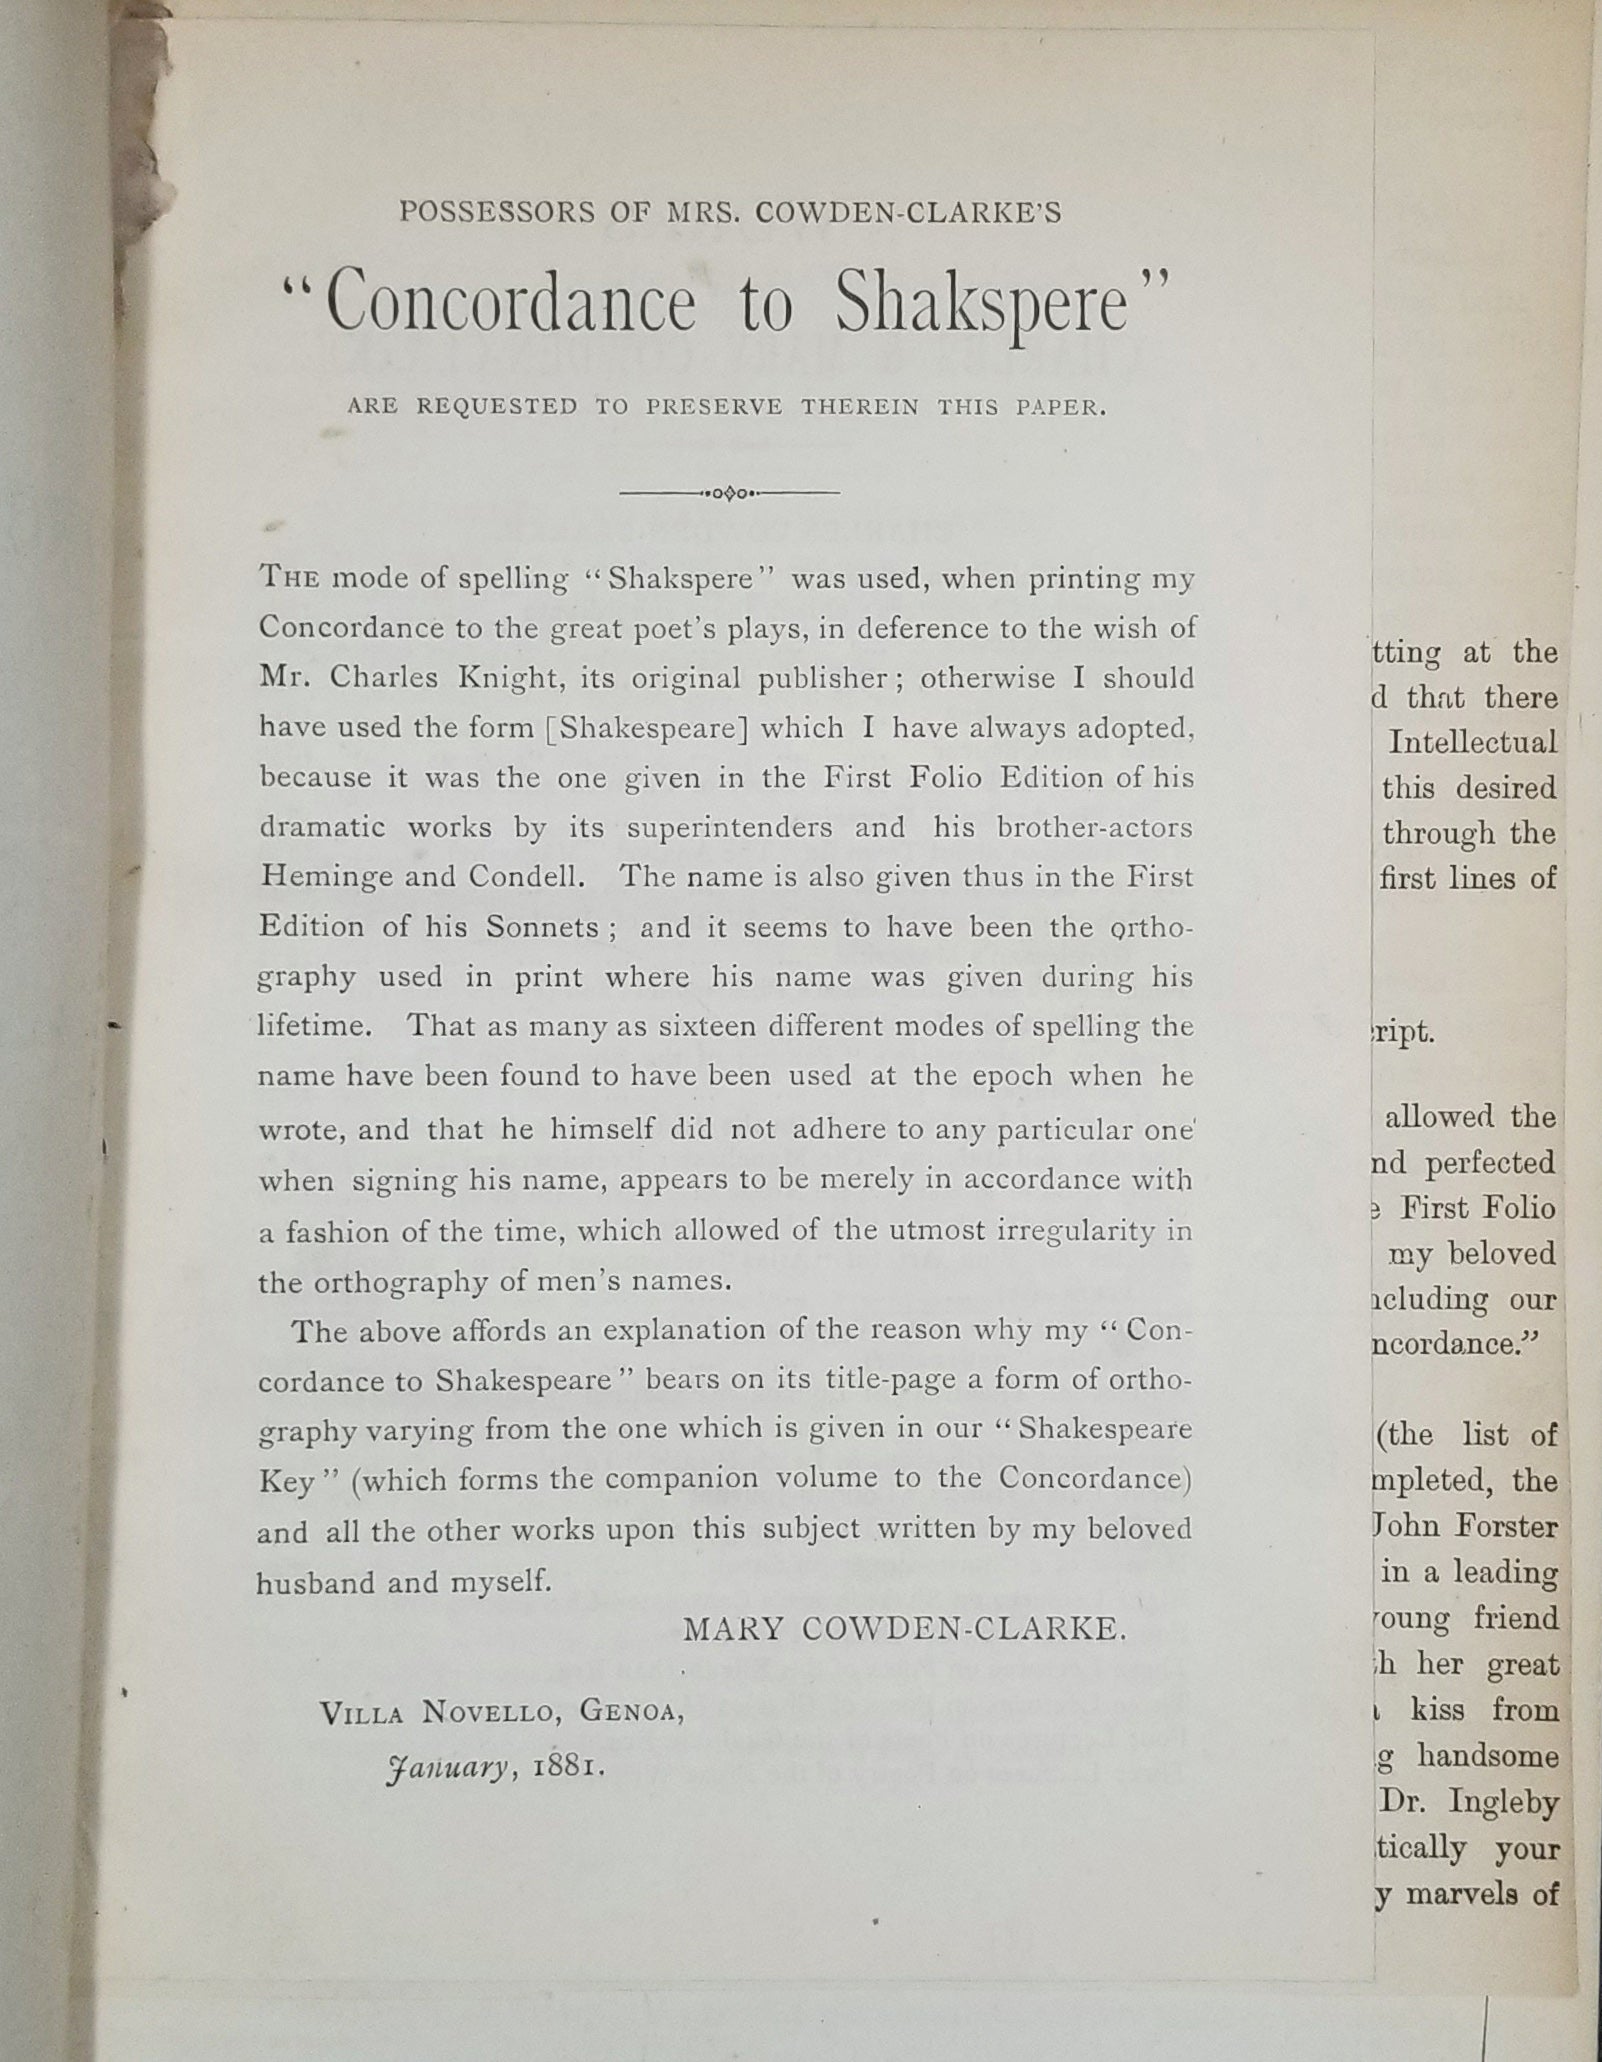 POSSESSORS OF MRS. COWDEN-CLARKE'S
"Concordance to Shakspere"
ARE REQUESTED TO PRESERVE THEREIN THIS PAPER.
THE mode of spelling "Shakspere" was used, when printing my
Concordance to the great poet's plays, in deference to the wish of
Mr. Charles Knight, its original publisher; otherwise I should
have used the form [Shakespeare] which I have always adopted,
because it was the one given in the First Folio Edition of his
dramatic works by its superintenders and his brother-actors
Heminge and Condell. The name is also given thus in the First
Edition of his Sonnets; and it seems to have been the ortho-
graphy used in print where his name was given during his
lifetime. That as many as sixteen different modes of spelling the
name have been found to have been used at the epoch when he
wrote, and that he himself did not adhere to any particular one
when signing his name, appears to be merely in accordance with
a fashion of the time, which allowed of the utmost irregularity in
the orthography of men's names.
The above affords an explanation of the reason why my "Con-
cordance to Shakespeare" bears on its title-page a form of ortho-
graphy varying from the one which is given in our "Shakespeare
Key" (which forms the companion volume to the Concordance)
and all the other works upon this subject written by my beloved
husband and myself.
MARY COWDEN-CLARKE.
VILLA NOVELLO, GENOA,
January, 1881.
tting at the
d that there
Intellectual
this desired
through the
first lines of
ript.
allowed the
nd perfected
First Folio
my beloved
cluding our
ncordance."
(the list of
mpleted, the
John Forster
in a leading
oung friend
h her great
kiss from
g handsome
Dr. Ingleby
tically your
y marvels of